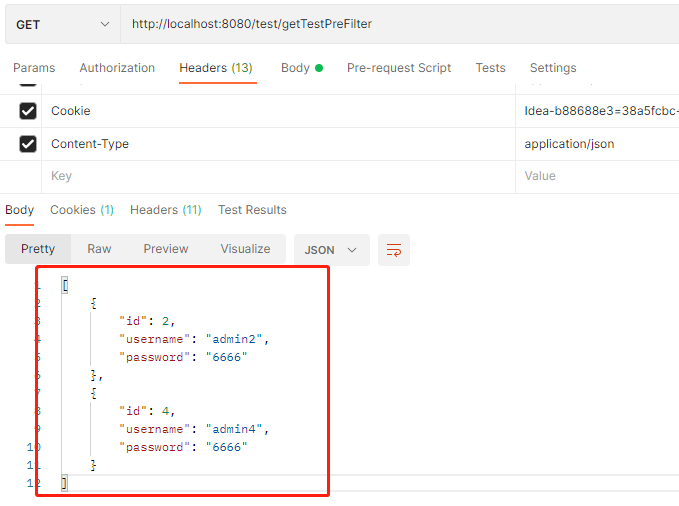 GET http://localhost:8080/test/getTestPreFilter
Params Authorization Headers (13) Body Pre-request Script Tests Settings
Cookie Idea-b88688e3=38a5fcbc-
Content-Type application/json
Key Value
Body Cookies (1) Headers (11) Test Results
Pretty Raw Preview Visualize JSON
1 [
2 {
3 "id": 2,
4 "username": "admin2",
5 "password": "6666"
6 },
7 {
8 "id": 4,
9 "username": "admin4",
10 "password": "6666"
11 }
12 ]